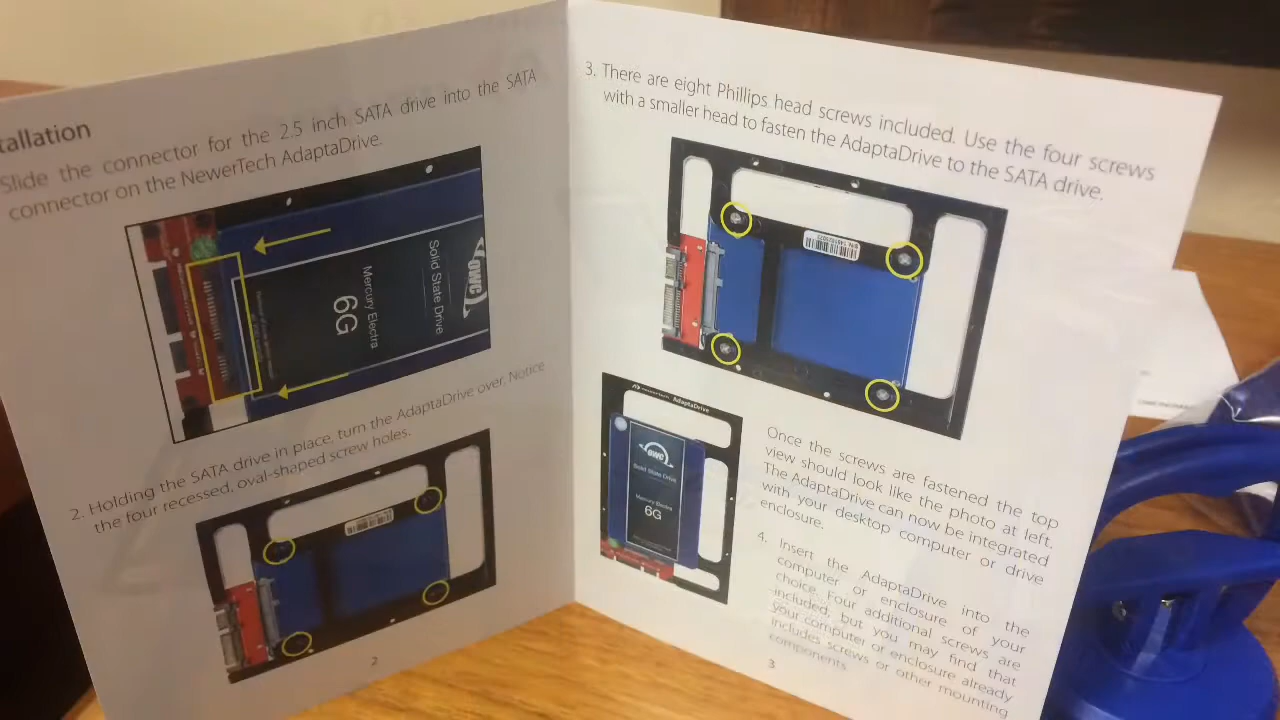 tallation
Slide the connector for the 2.5 inch SATA drive into the SATA
connector on the NewerTech AdaptaDrive.
OWC
Solid State Drive
Mercury Electra
6G
2. Holding the SATA drive in place, turn the AdaptaDrive over. Notice
the four recessed, oval-shaped screw holes.
2
3. There are eight Phillips head screws included. Use the four screws
with a smaller head to fasten the AdaptaDrive to the SATA drive.
AdaptaDrive
OWC
Solid State Drive
Mercury Electra
6G
Once the screws are fastened the top
view should look like the photo at left.
The AdaptaDrive can now be integrated
with your desktop computer or drive
enclosure.
4. Insert the AdaptaDrive into the
computer or enclosure of your
choice. Four additional screws are
included, but you may find that
your computer or enclosure already
includes screws or other mounting
components
3